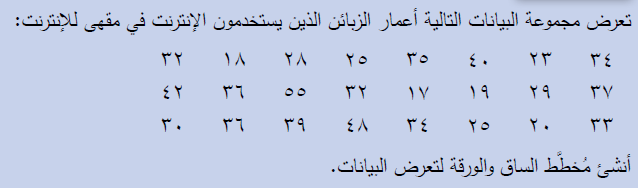 تعرض مجموعة البيانات التالية أعمار الزبائن الذين يستخدمون الإنترنت في مقهى للإنترنت:
٣٤ ٢٣ ٤٠ ٣٥ ٢٥ ٢٨ ١٨ ٣٢
٣٧ ٢٩ ١٩ ١٧ ٣٢ ٥٥ ٣٦ ٤٢
٣٣ ٢٠ ٢٥ ٣٤ ٤٨ ٣٩ ٣٦ ٣٠
أنشئ مُخطَّط الساق والورقة لتعرض البيانات.